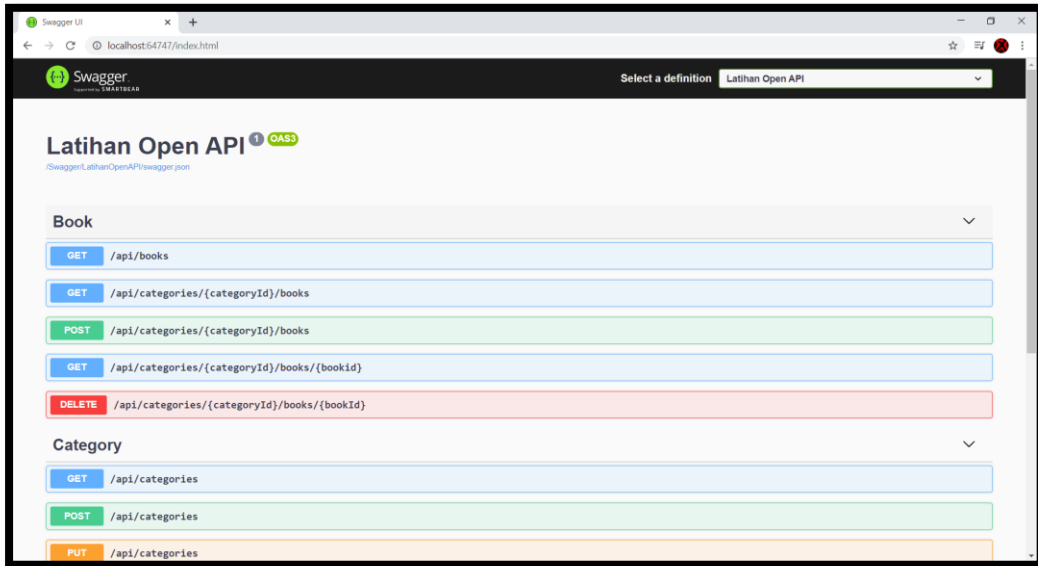 Swagger UI
localhost:64747/index.html
Swagger.
Supported by SMARTBEAR
Select a definition
Latihan Open API
Latihan Open API 1 OAS3
/Swagger/LatihanOpenAPI/swagger.json
Book
GET /api/books
GET /api/categories/{categoryId}/books
POST /api/categories/{categoryId}/books
GET /api/categories/{categoryId}/books/{bookid}
DELETE /api/categories/{categoryId}/books/{bookId}
Category
GET /api/categories
POST /api/categories
PUT /api/categories